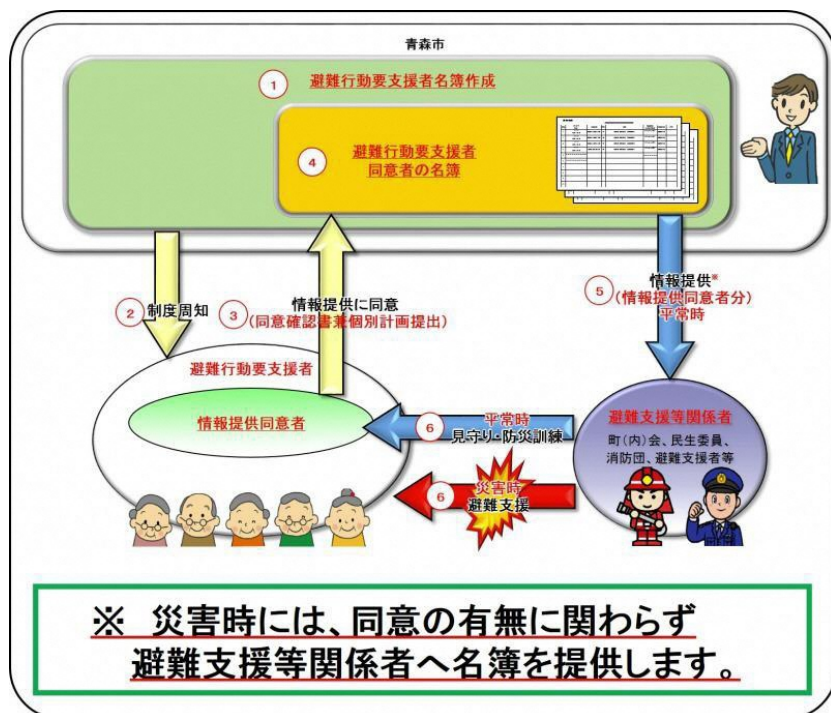 青森市
① 避難行動要支援者名簿作成
④ 避難行動要支援者
同意者の名簿
② 制度周知
③ 情報提供に同意
(同意確認書兼個別計画提出)
⑤ 情報提供※
(情報提供同意者分)
平常時
避難行動要支援者
情報提供同意者
⑥ 平常時
見守り・防災訓練
⑥ 災害時
避難支援
避難支援等関係者
町(内)会、民生委員、
消防団、避難支援者等
※ 災害時には、同意の有無に関わらず
避難支援等関係者へ名簿を提供します。